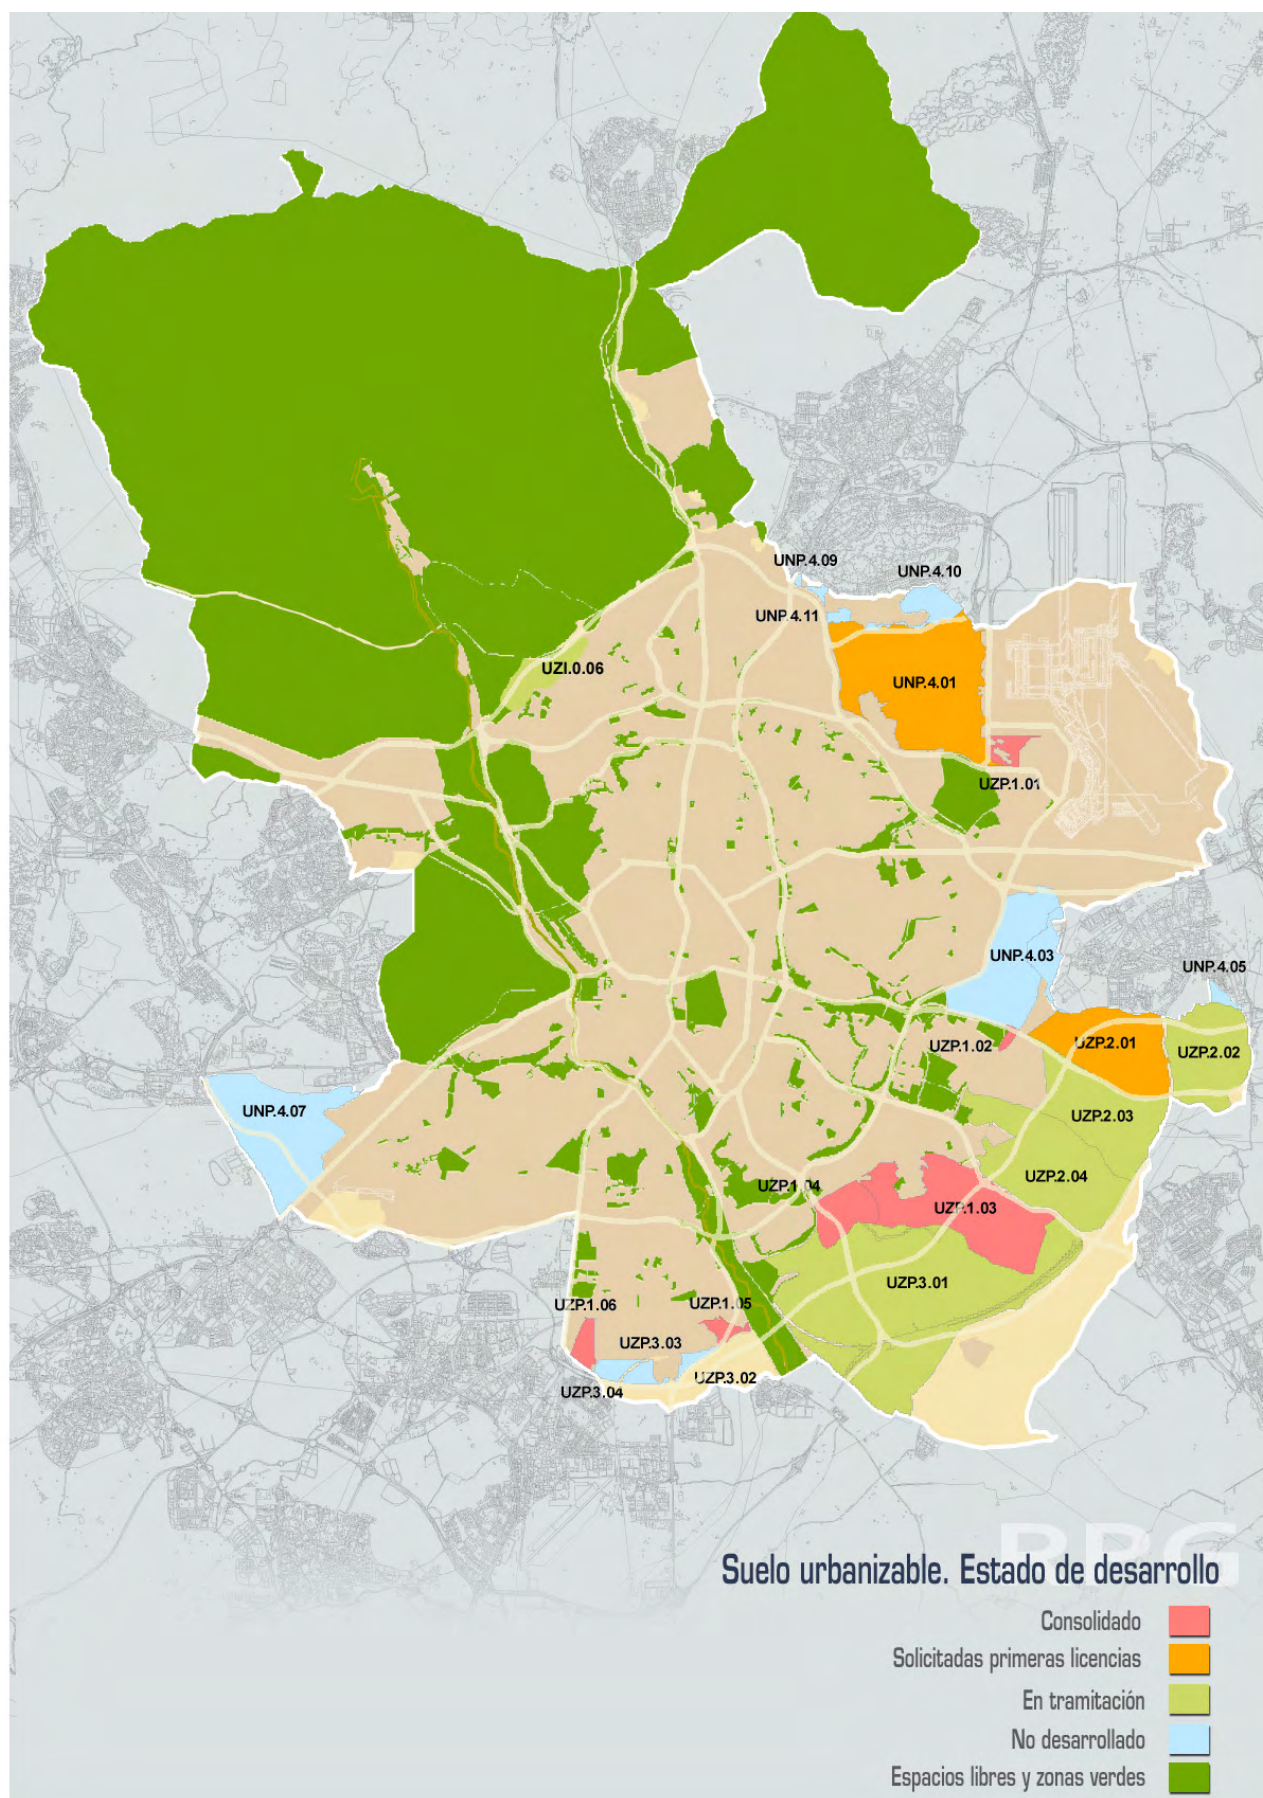 UNP.4.09
UNP.4.10
UNP.4.11
UZI.0.06
UNP.4.01
UZP.1.01
UNP.4.03
UNP.4.05
UZP.1.02
UZP.2.01
UZP.2.02
UNP.4.07
UZP.2.03
UZP.2.04
UZP.1.04
UZP.1.03
UZP.3.01
UZP.1.06
UZP.1.05
UZP.3.03
UZP.3.02
UZP.3.04
RPG
Suelo urbanizable. Estado de desarrollo
Consolidado
Solicitadas primeras licencias
En tramitación
No desarrollado
Espacios libres y zonas verdes